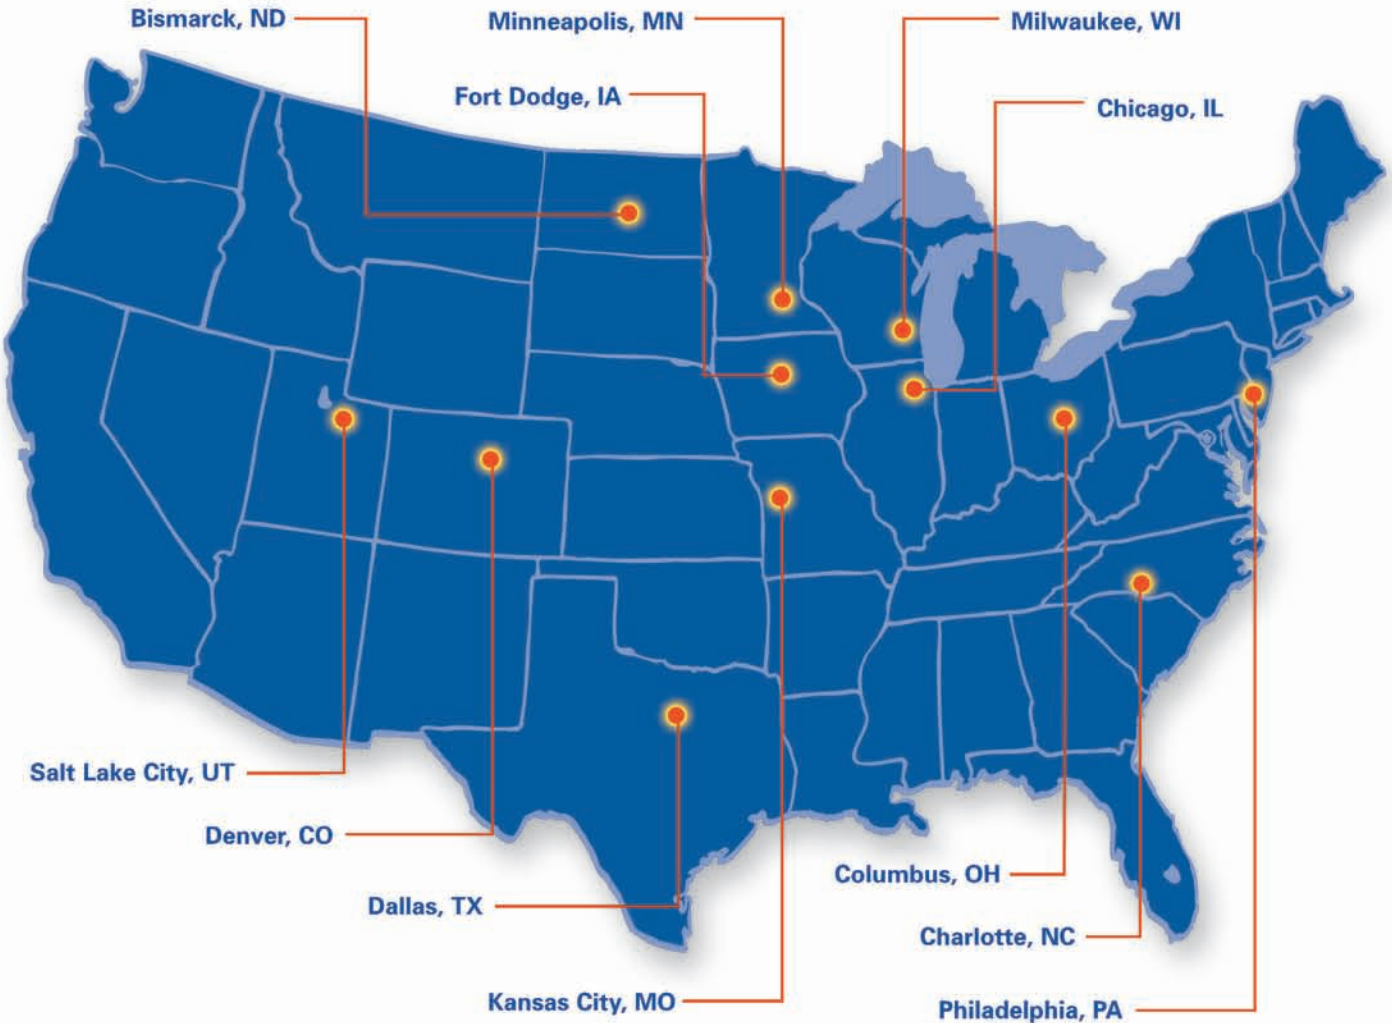 Bismarck, ND
Minneapolis, MN
Milwaukee, WI
Fort Dodge, IA
Chicago, IL
Salt Lake City, UT
Denver, CO
Dallas, TX
Columbus, OH
Charlotte, NC
Kansas City, MO
Philadelphia, PA